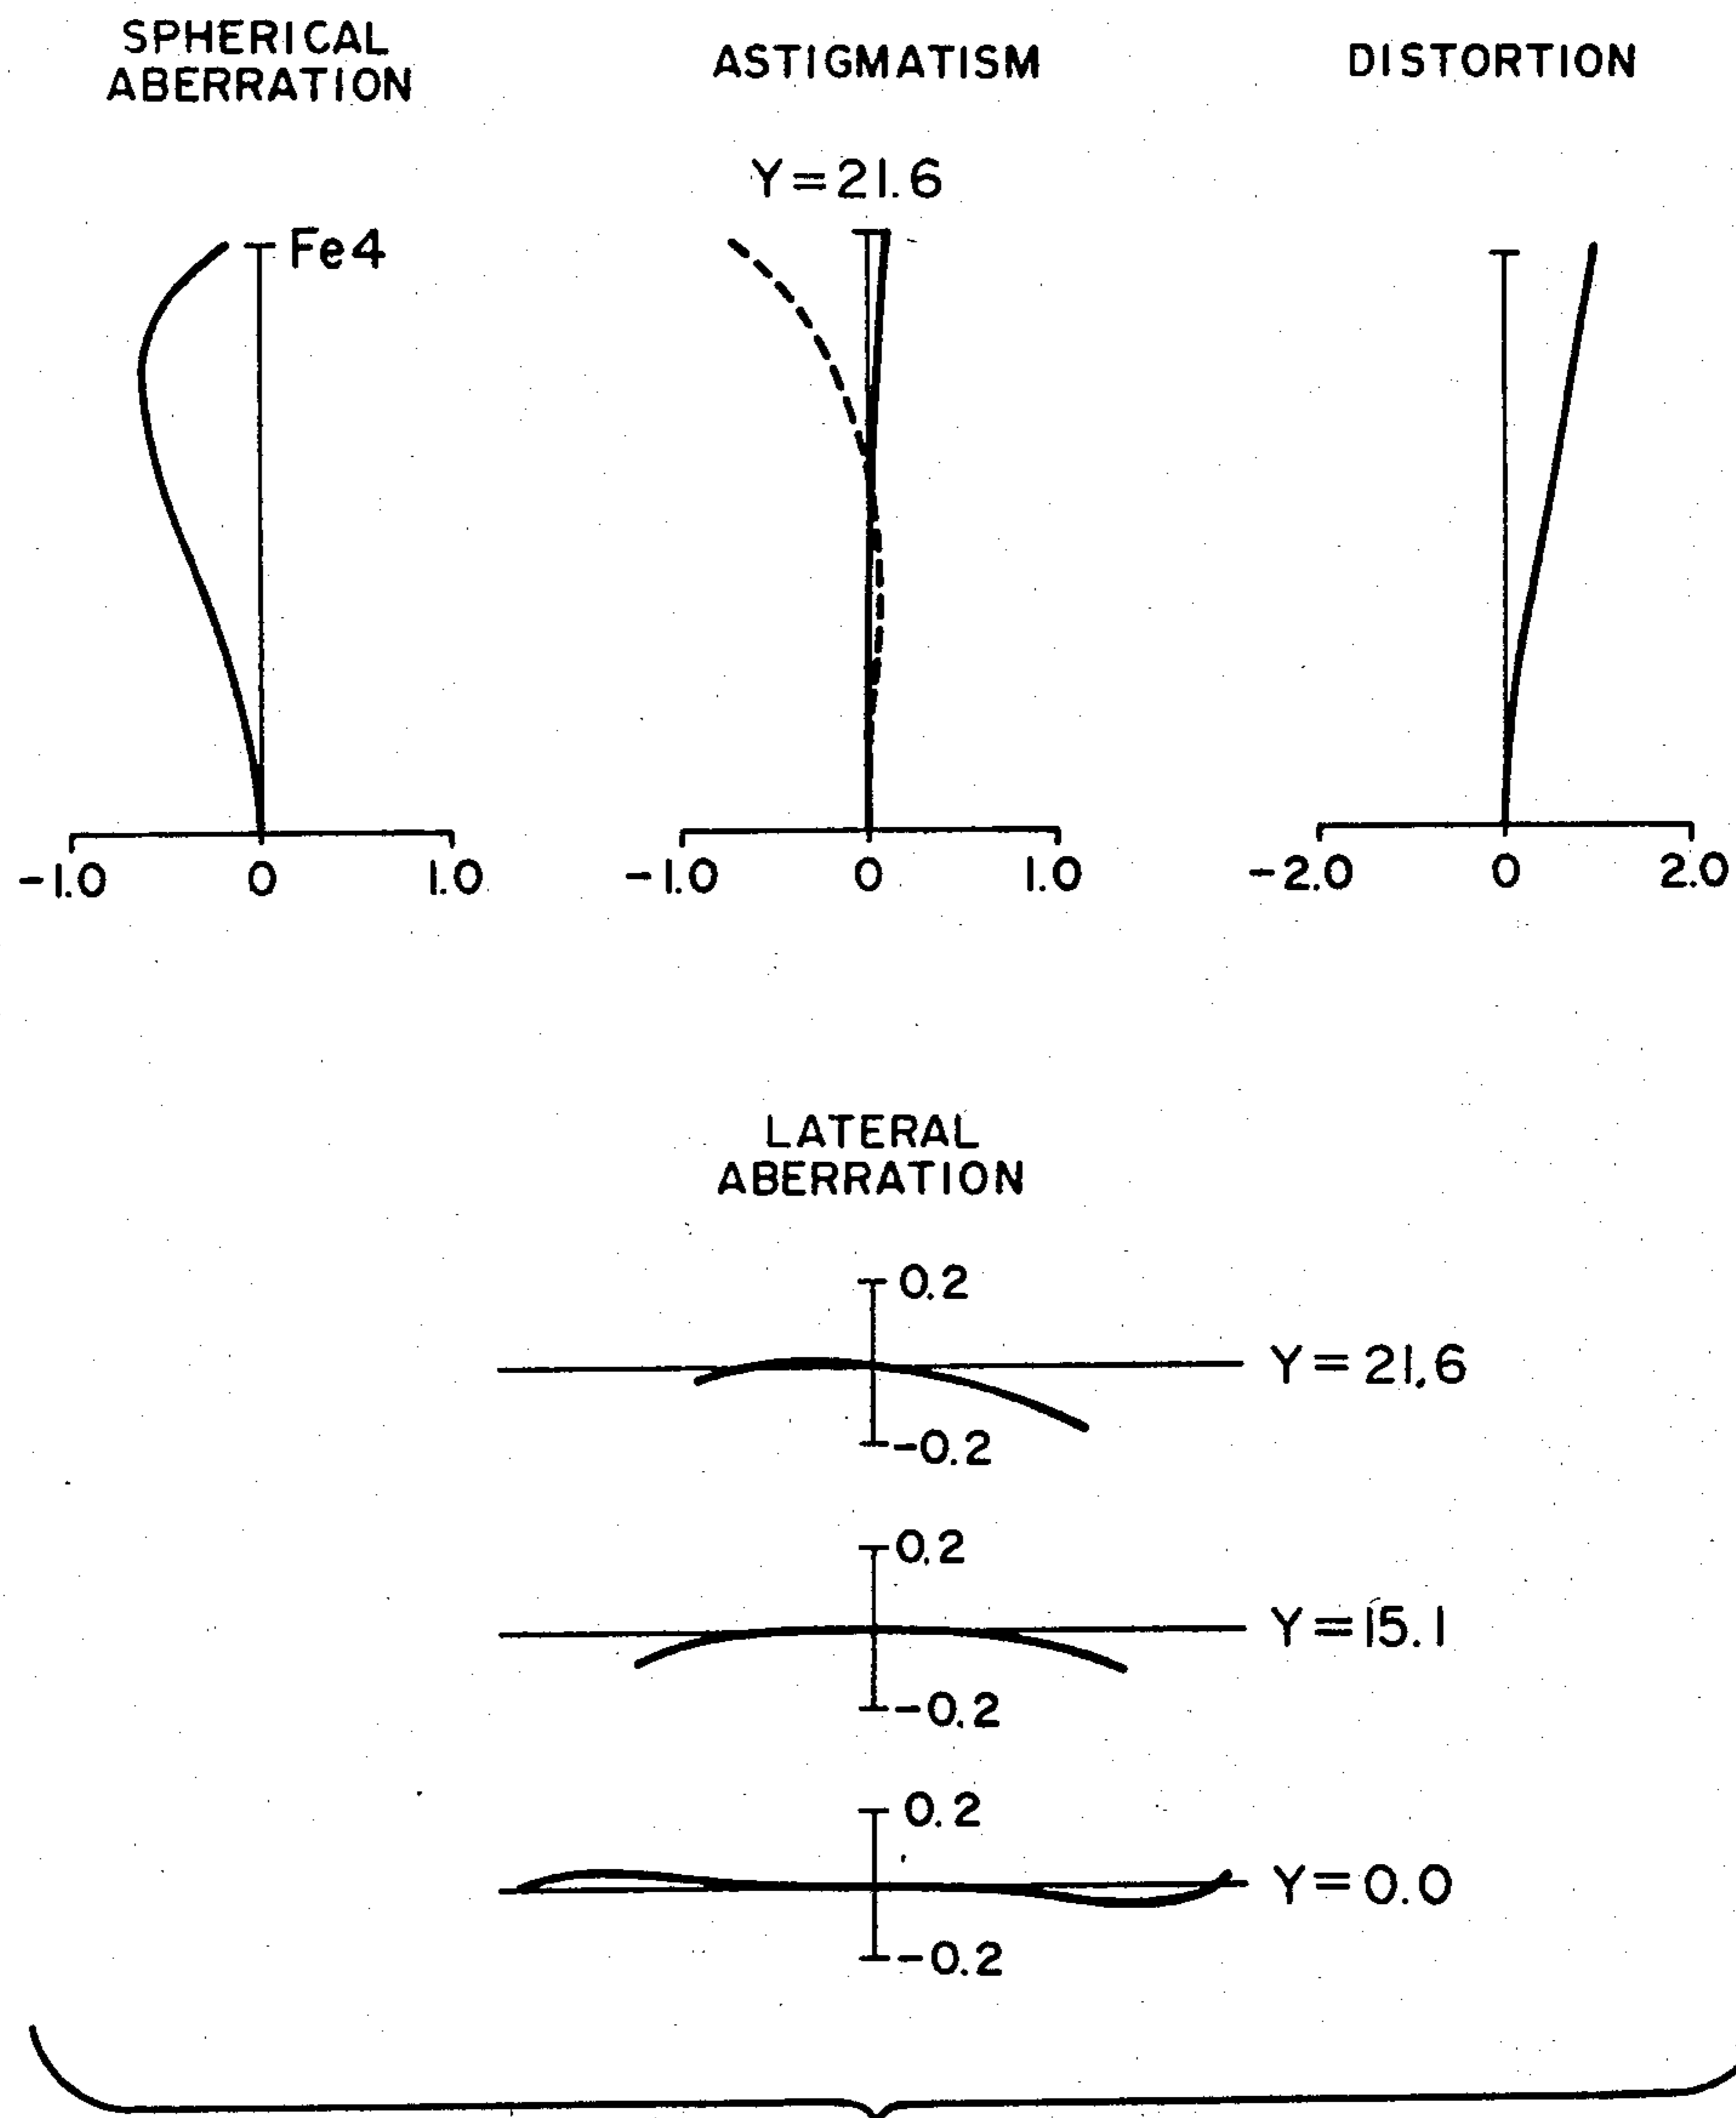 SPHERICAL
ABERRATION
ASTIGMATISM
DISTORTION
Y=21.6
Fe4
-1.0 0 1.0
-1.0 0 1.0
-2.0 0 2.0
LATERAL
ABERRATION
0.2
Y=21.6
-0.2
0.2
Y=15.1
-0.2
0.2
Y=0.0
-0.2